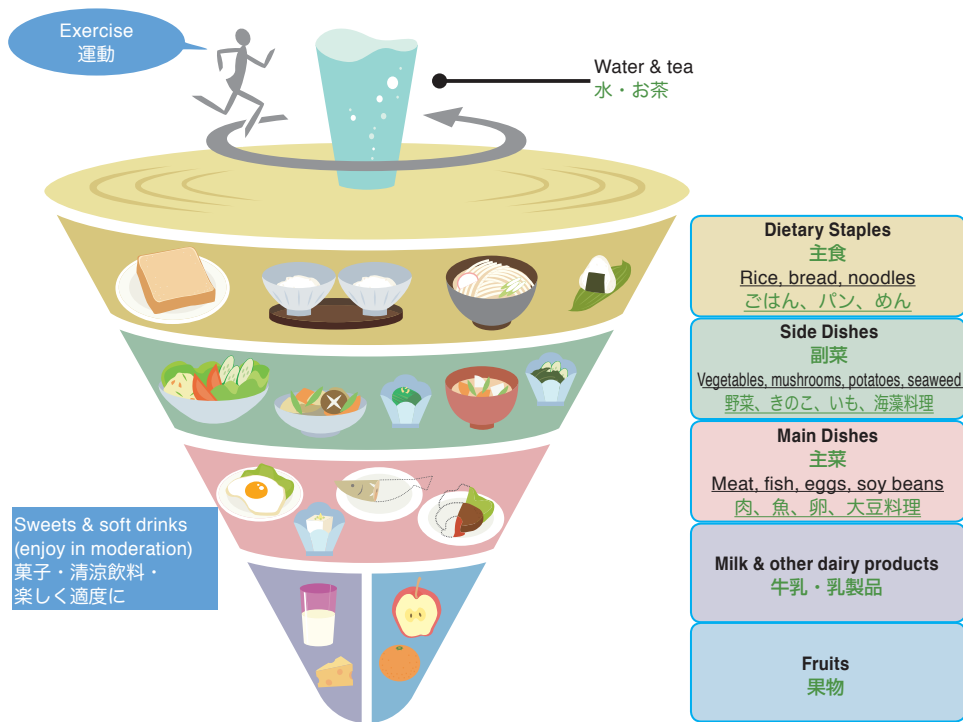 Exercise
運動
Water & tea
水・お茶
Dietary Staples
主食
Rice, bread, noodles
ごはん、パン、めん
Side Dishes
副菜
Vegetables, mushrooms, potatoes, seaweed
野菜、きのこ、いも、海藻料理
Main Dishes
主菜
Meat, fish, eggs, soy beans
肉、魚、卵、大豆料理
Sweets & soft drinks
(enjoy in moderation)
菓子・清涼飲料・
楽しく適度に
Milk & other dairy products
牛乳・乳製品
Fruits
果物